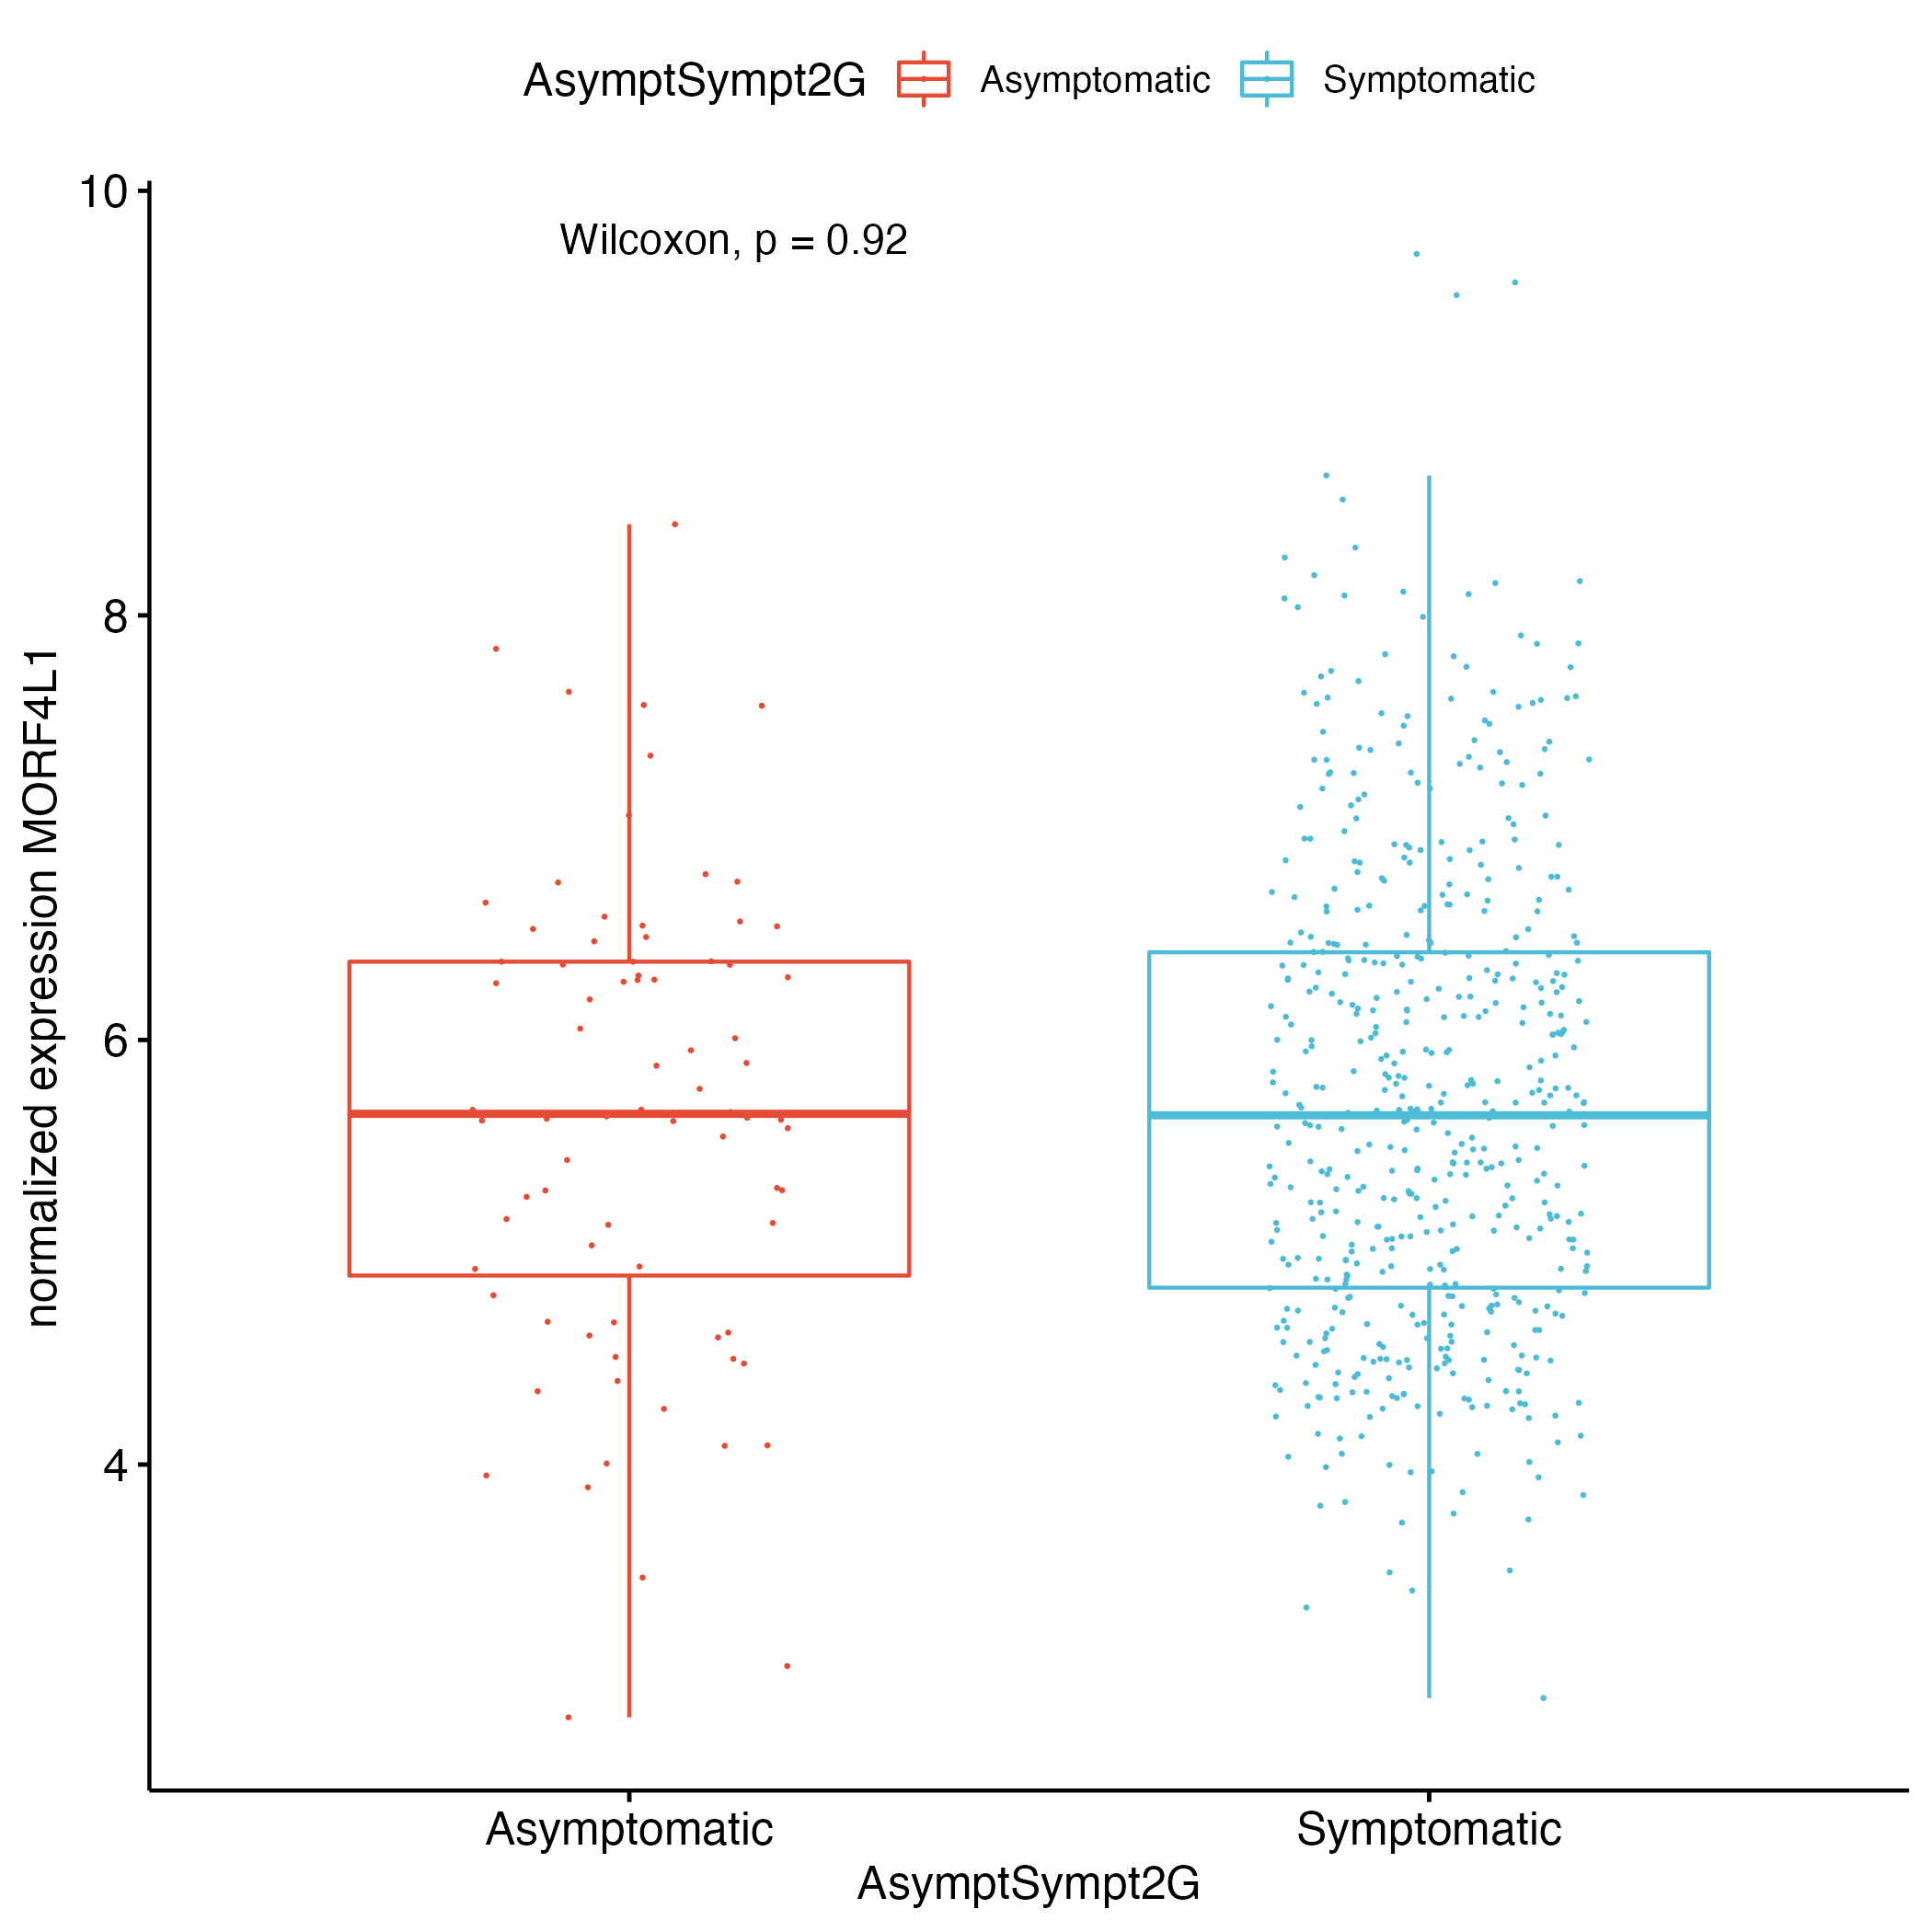 AsymptSympt2G Asymptomatic Symptomatic
10
Wilcoxon, p = 0.92
8
6
4
normalized expression MORF4L1
Asymptomatic Symptomatic
AsymptSympt2G